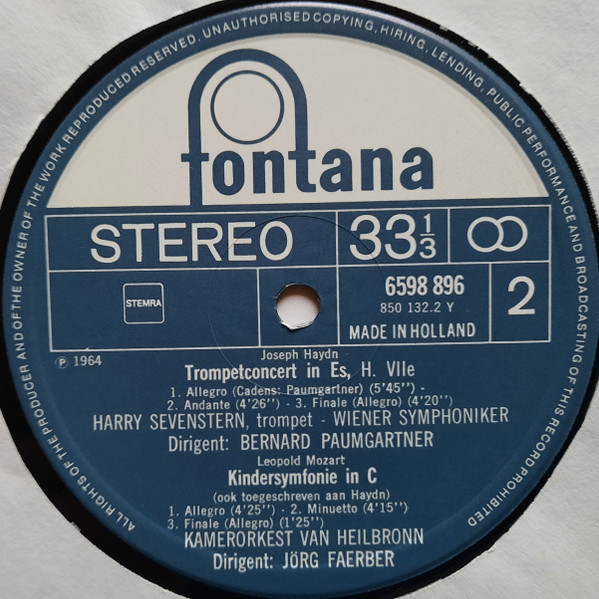 ALL RIGHTS OF THE PRODUCER AND OF THE OWNER OF THE WORK REPRODUCED RESERVED. UNAUTHORISED COPYING, HIRING, LENDING, PUBLIC PERFORMANCE AND BROADCASTING OF THIS RECORD PROHIBITED
fontana
STEREO 33 1/3
STEMRA
6598 896
850 132.2 Y
2
MADE IN HOLLAND
Ⓟ 1964
Joseph Haydn
Trompetconcert in Es, H. VIIe
1. Allegro (Cadens: Paumgartner) (5'45'') -
2. Andante (4'26'') - 3. Finale (Allegro) (4'20'')
HARRY SEVENSTERN, trompet - WIENER SYMPHONIKER
Dirigent: BERNARD PAUMGARTNER
Leopold Mozart
Kindersymfonie in C
(ook toegeschreven aan Haydn)
1. Allegro (4'25'') - 2. Minuetto (4'15'')
3. Finale (Allegro) (1'25'')
KAMERORKEST VAN HEILBRONN
Dirigent: JÖRG FAERBER